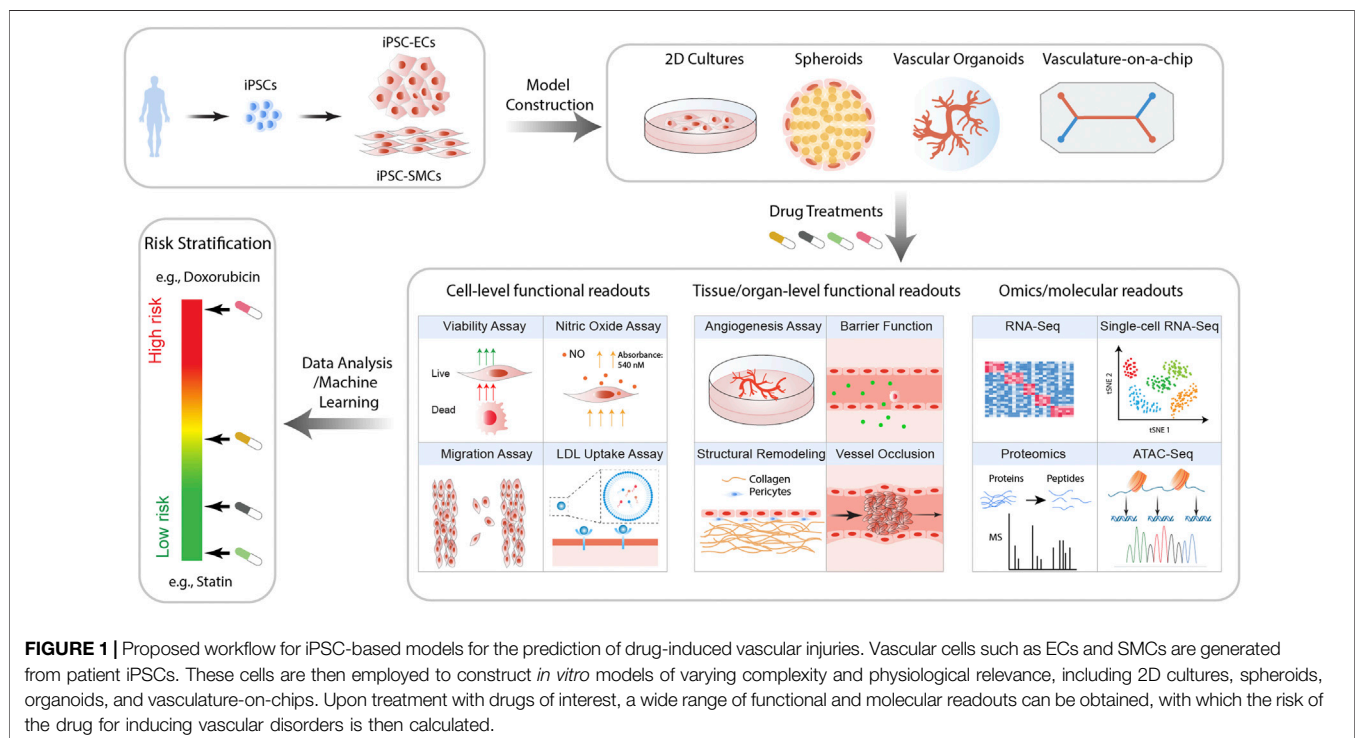 iPSC-ECs
iPSCs
iPSC-SMCs
Model
Construction
2D Cultures
Spheroids
Vascular Organoids
Vasculature-on-a-chip
Drug Treatments
Risk Stratification
e.g., Doxorubicin
High risk
Low risk
e.g., Statin
Data Analysis
/Machine
Learning
Cell-level functional readouts
Viability Assay
Nitric Oxide Assay
Live
Dead
NO
Absorbance:
540 nM
Migration Assay
LDL Uptake Assay
Tissue/organ-level functional readouts
Angiogenesis Assay
Barrier Function
Structural Remodeling
Vessel Occlusion
Collagen
Pericytes
Omics/molecular readouts
RNA-Seq
Single-cell RNA-Seq
tSNE 2
tSNE 1
Proteomics
ATAC-Seq
Proteins
Peptides
MS
FIGURE 1 | Proposed workflow for iPSC-based models for the prediction of drug-induced vascular injuries. Vascular cells such as ECs and SMCs are generated
from patient iPSCs. These cells are then employed to construct in vitro models of varying complexity and physiological relevance, including 2D cultures, spheroids,
organoids, and vasculature-on-chips. Upon treatment with drugs of interest, a wide range of functional and molecular readouts can be obtained, with which the risk of
the drug for inducing vascular disorders is then calculated.